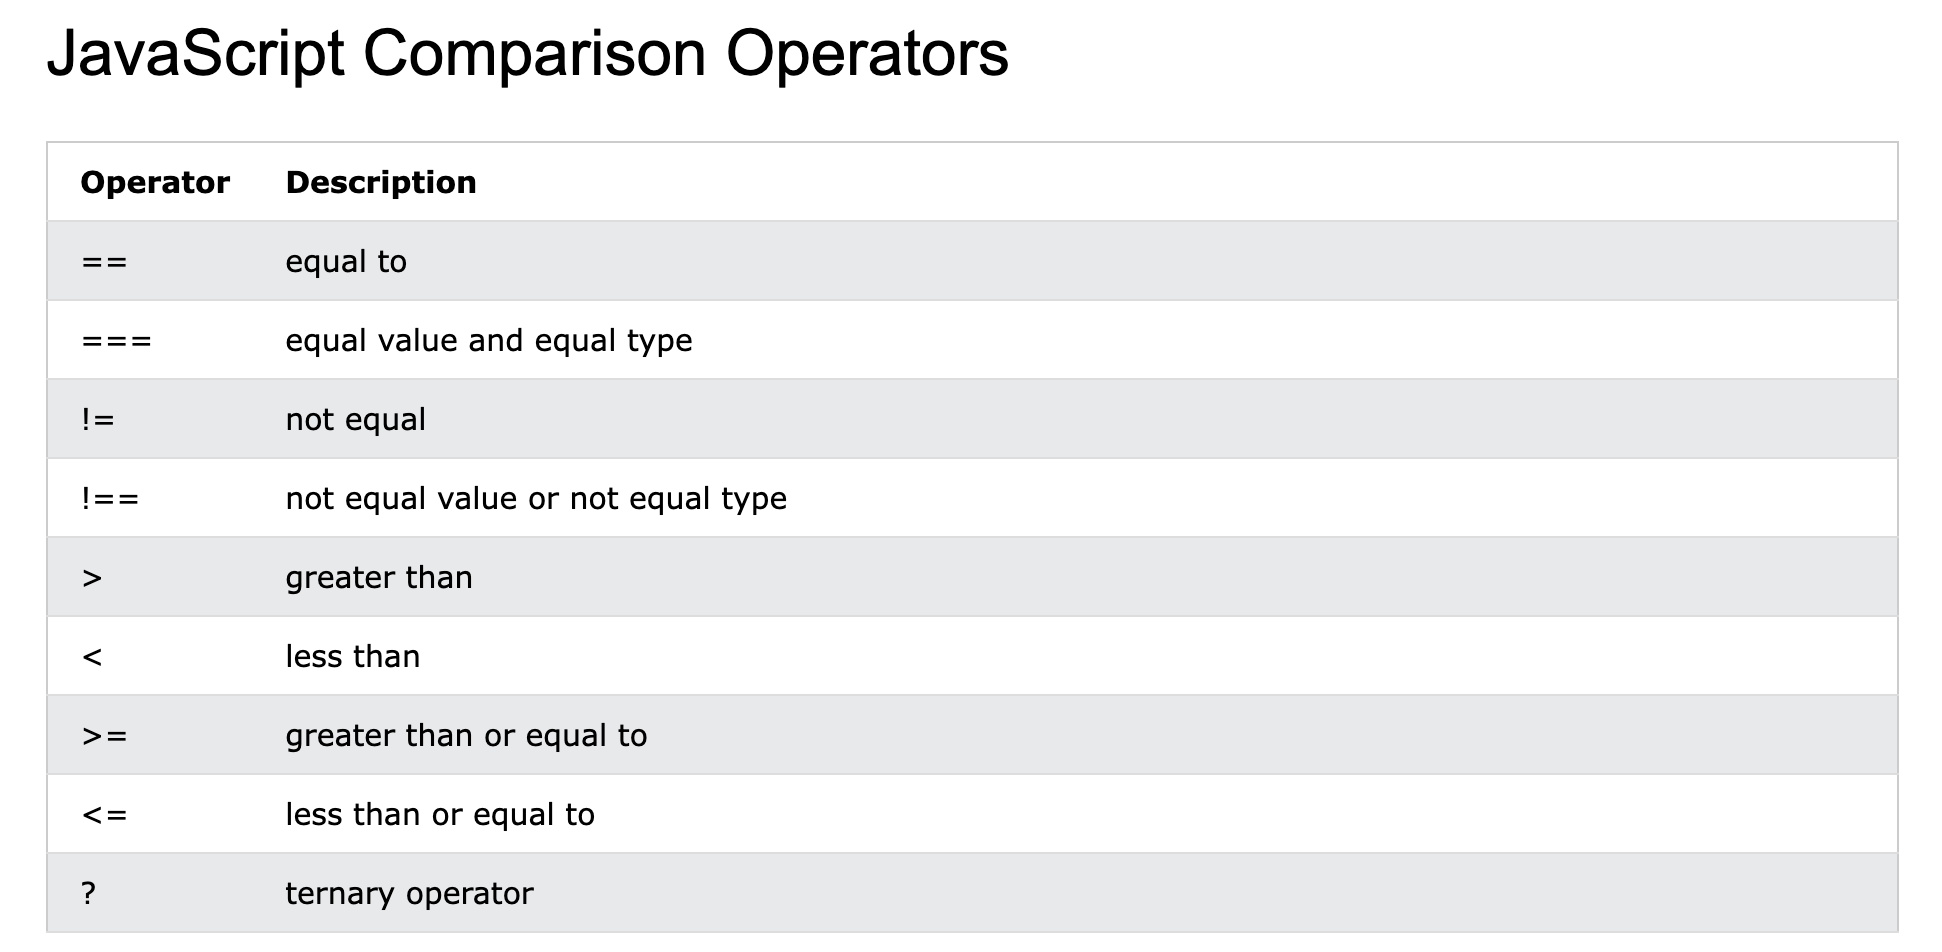 JavaScript Comparison Operators
Operator Description
== equal to
=== equal value and equal type
!= not equal
!== not equal value or not equal type
> greater than
< less than
>= greater than or equal to
<= less than or equal to
? ternary operator